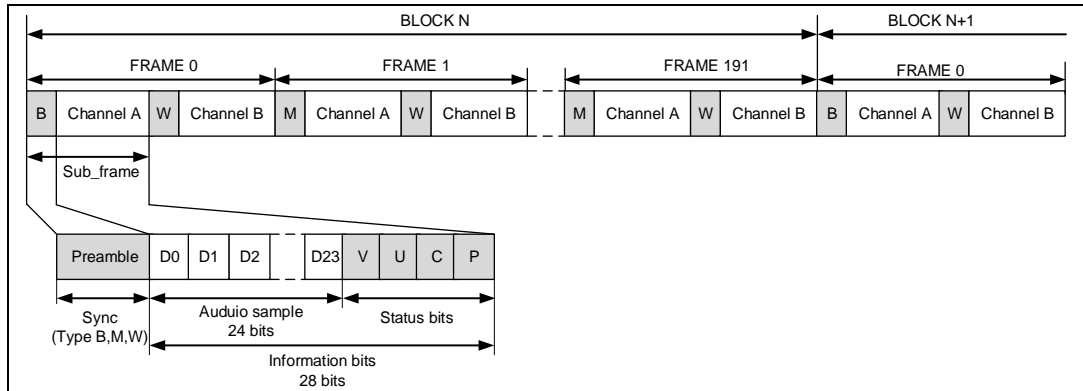 BLOCK N BLOCK N+1
FRAME 0 FRAME 1 FRAME 191 FRAME 0
B Channel A W Channel B M Channel A W Channel B M Channel A W Channel B B Channel A W Channel B
Sub_frame
Preamble D0 D1 D2 D23 V U C P
Sync
(Type B,M,W)
Auduio sample
24 bits
Status bits
Information bits
28 bits